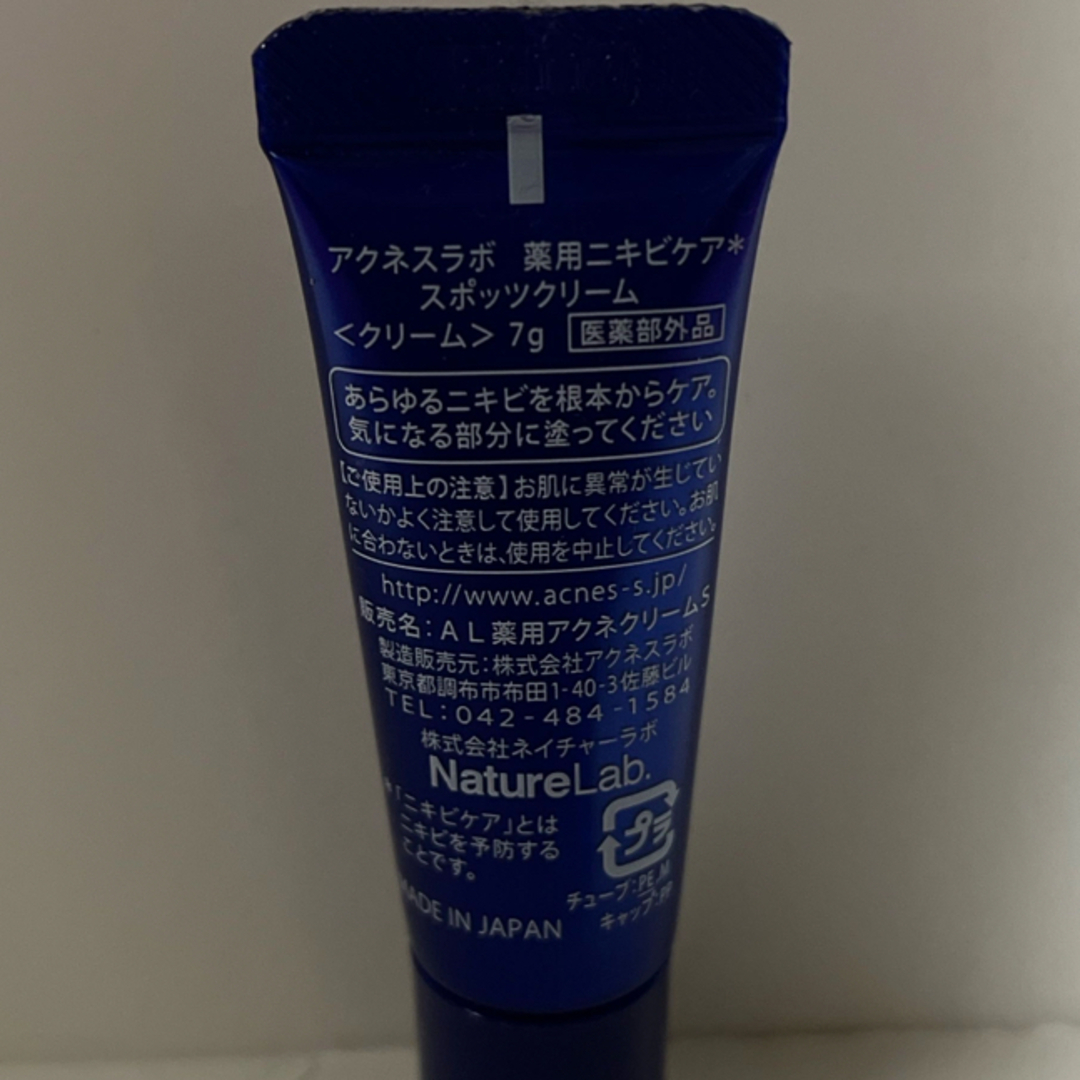 アクネスラボ 薬用ニキビケア*
スポッツクリーム
<クリーム> 7g 医薬部外品
あらゆるニキビを根本からケア。
気になる部分に塗ってください
【ご使用上の注意】お肌に異常が生じてい
ないかよく注意して使用してください。お肌
に合わないときは、使用を中止してください。
http://www.acnes-s.jp/
販売名:AL薬用アクネクリームs
製造販売元:株式会社アクネスラボ
東京都調布市布田1-40-3佐藤ビル
TEL:042-484-1584
株式会社ネイチャーラボ
NatureLab.
*「ニキビケア」とは
ニキビを予防する
ことです。
プラ
チューブ:PE,M
キャップ:PP
MADE IN JAPAN